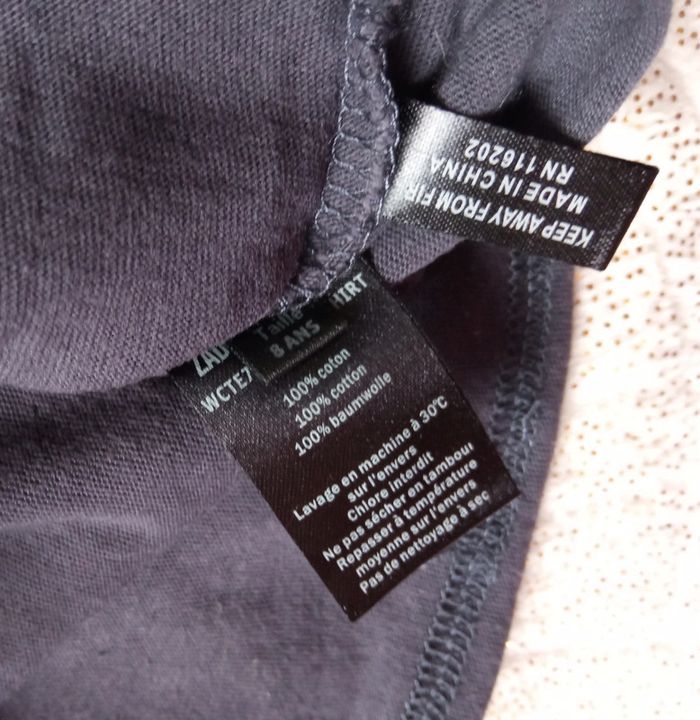 KEEP AWAY FROM
MADE IN CHINA
RN 116202
Taille
8 ANS
WCTE7
100% coton
100% cotton
100% baumwolle
Lavage en machine à 30°C
sur l'envers
Chlore interdit
Ne pas sécher en tambour
Repasser à température
moyenne sur l'envers
Pas de nettoyage à sec